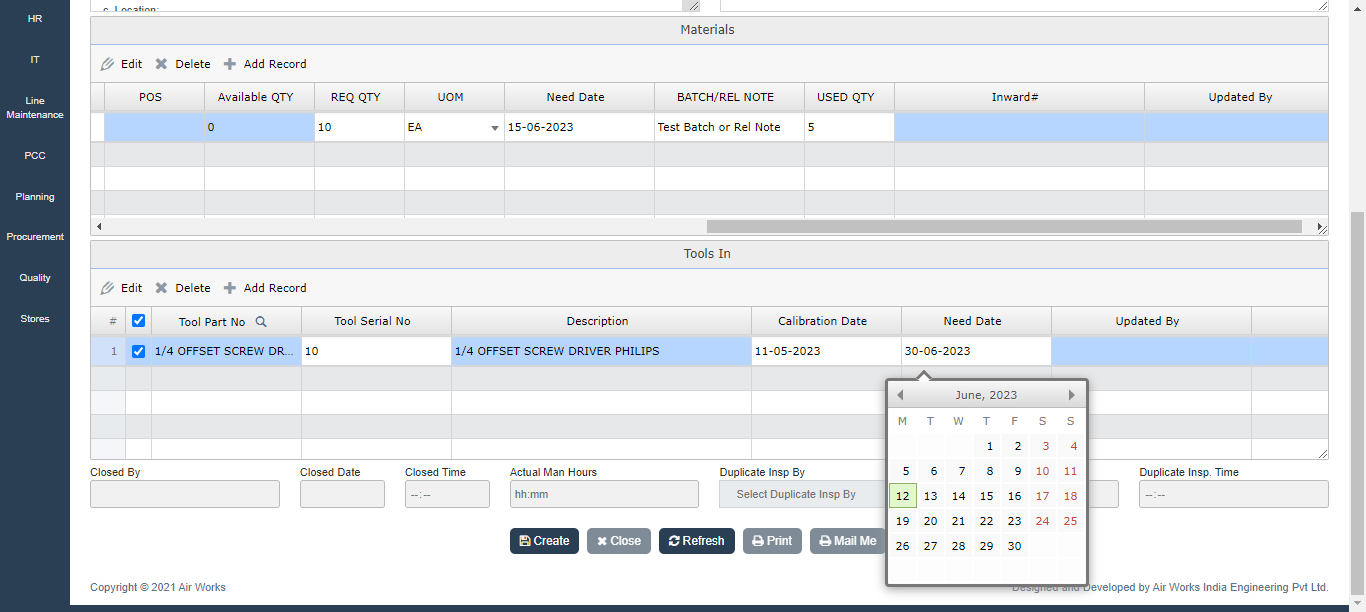 HR
IT
Line
Maintenance
PCC
Planning
Procurement
Quality
Stores
c. Location:
Materials
Edit Delete Add Record
POS Available QTY REQ QTY UOM Need Date BATCH/REL NOTE USED QTY Inward# Updated By
0 10 EA 15-06-2023 Test Batch or Rel Note 5
Tools In
Edit Delete Add Record
# Tool Part No Tool Serial No Description Calibration Date Need Date Updated By
1 1/4 OFFSET SCREW DR... 10 1/4 OFFSET SCREW DRIVER PHILIPS 11-05-2023 30-06-2023
June, 2023
M T W T F S S
1 2 3 4
5 6 7 8 9 10 11
12 13 14 15 16 17 18
19 20 21 22 23 24 25
26 27 28 29 30
Closed By Closed Date Closed Time Actual Man Hours Duplicate Insp By Duplicate Insp. Time
--:-- hh:mm Select Duplicate Insp By --:--
Create Close Refresh Print Mail Me
Copyright © 2021 Air Works
Designed and Developed by Air Works India Engineering Pvt Ltd.